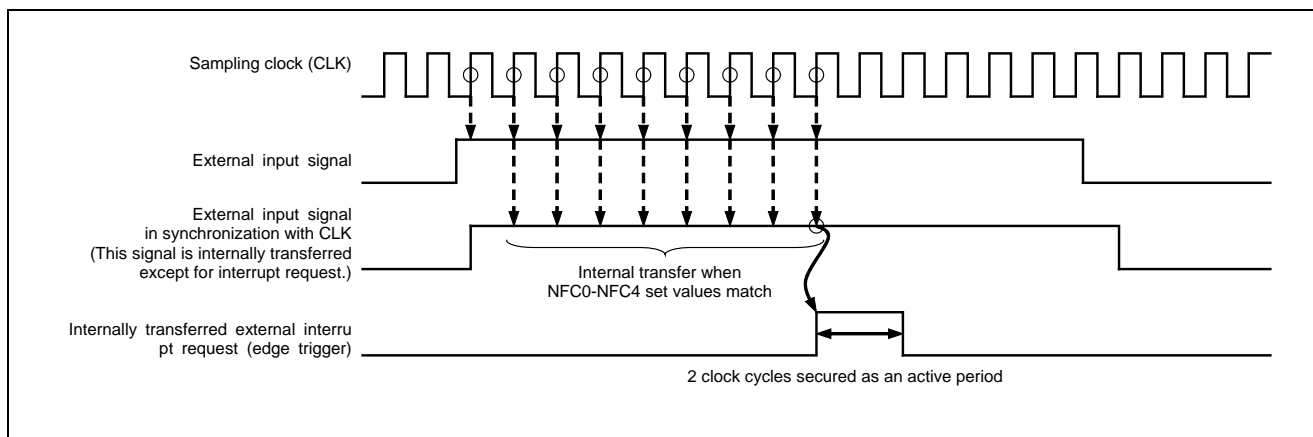 Sampling clock (CLK)
External input signal
External input signal
in synchronization with CLK
(This signal is internally transferred
except for interrupt request.)
Internal transfer when
NFC0-NFC4 set values match
Internally transferred external interru
pt request (edge trigger)
2 clock cycles secured as an active period